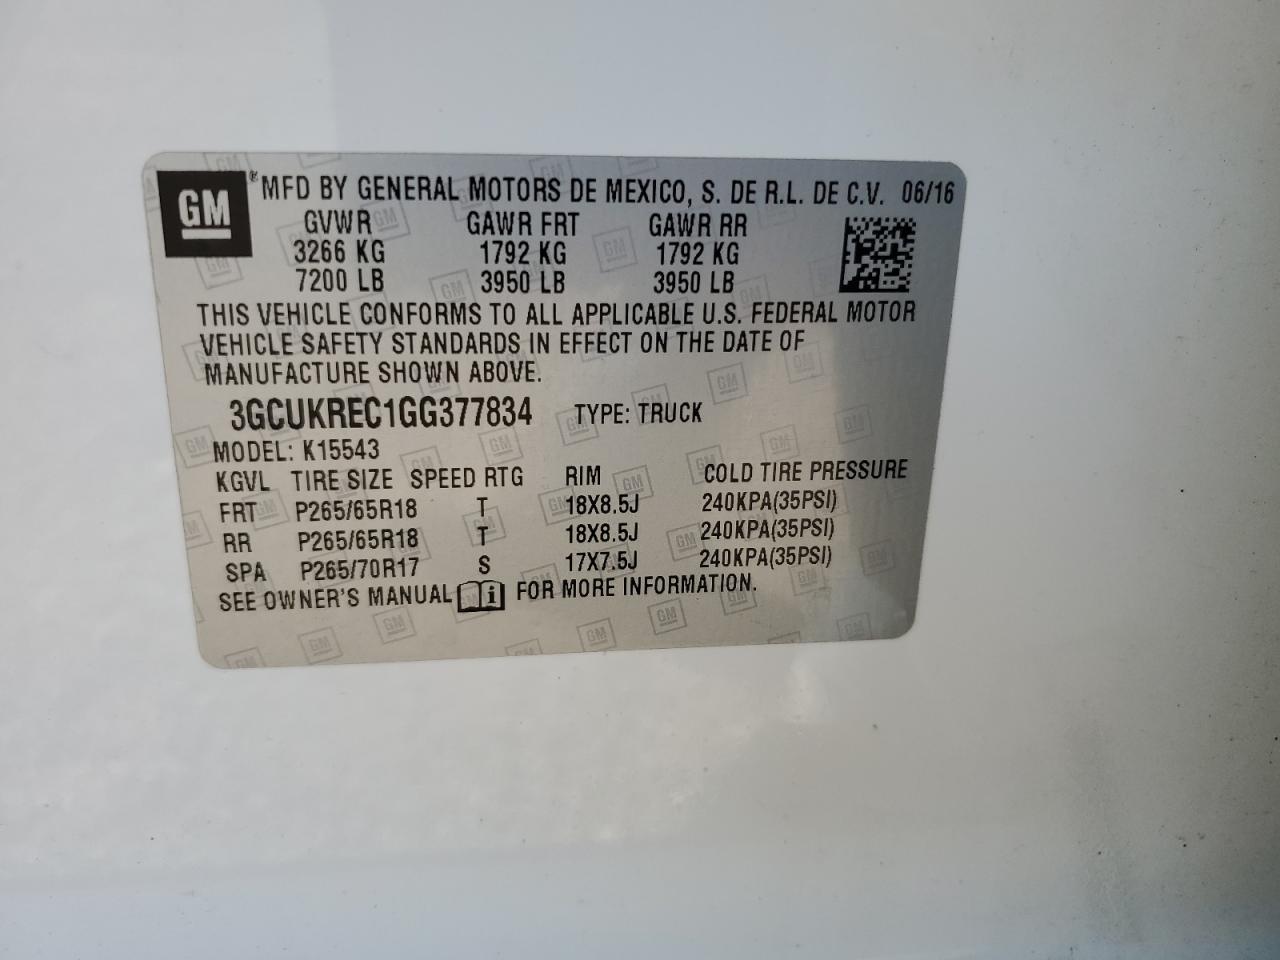 GM ® MFD BY GENERAL MOTORS DE MEXICO, S. DE R.L. DE C.V. 06/16
GVWR GAWR FRT GAWR RR
3266 KG 1792 KG 1792 KG
7200 LB 3950 LB 3950 LB
THIS VEHICLE CONFORMS TO ALL APPLICABLE U.S. FEDERAL MOTOR
VEHICLE SAFETY STANDARDS IN EFFECT ON THE DATE OF
MANUFACTURE SHOWN ABOVE.
3GCUKREC1GG377834 TYPE: TRUCK
MODEL: K15543
KGVL TIRE SIZE SPEED RTG RIM COLD TIRE PRESSURE
FRT P265/65R18 T 18X8.5J 240KPA(35PSI)
RR P265/65R18 T 18X8.5J 240KPA(35PSI)
SPA P265/70R17 S 17X7.5J 240KPA(35PSI)
SEE OWNER'S MANUAL i FOR MORE INFORMATION.